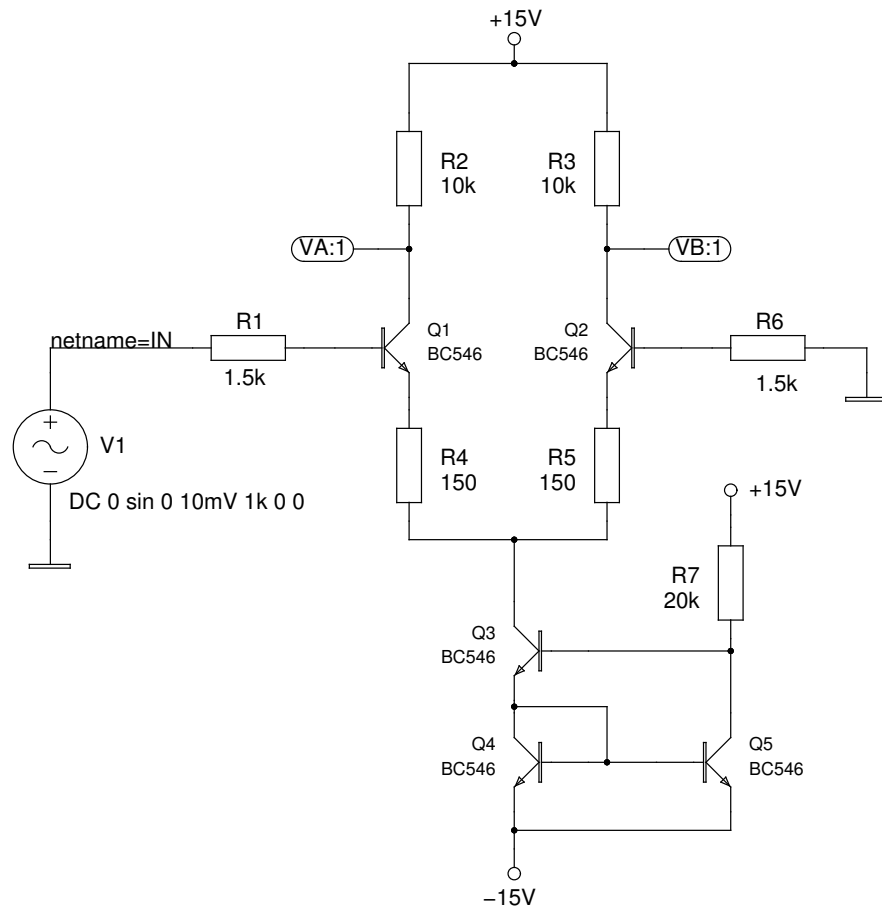 +15V
R2
10k
R3
10k
VA:1
VB:1
netname=IN
R1
1.5k
Q1
BC546
Q2
BC546
R6
1.5k
V1
DC 0 sin 0 10mV 1k 0 0
R4
150
R5
150
+15V
R7
20k
Q3
BC546
Q4
BC546
Q5
BC546
−15V